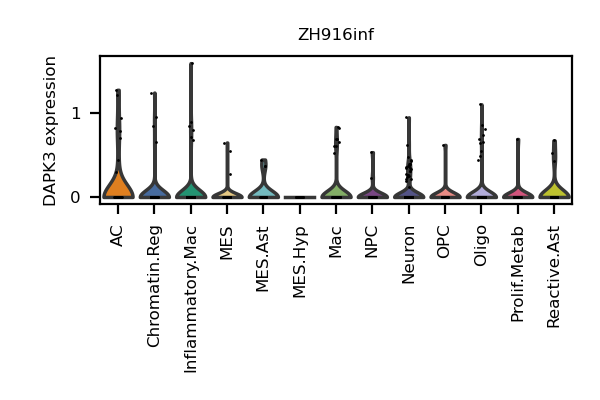 ZH916inf
DAPK3 expression
1
0
AC
Chromatin.Reg
Inflammatory.Mac
MES
MES.Ast
MES.Hyp
Mac
NPC
Neuron
OPC
Oligo
Prolif.Metab
Reactive.Ast